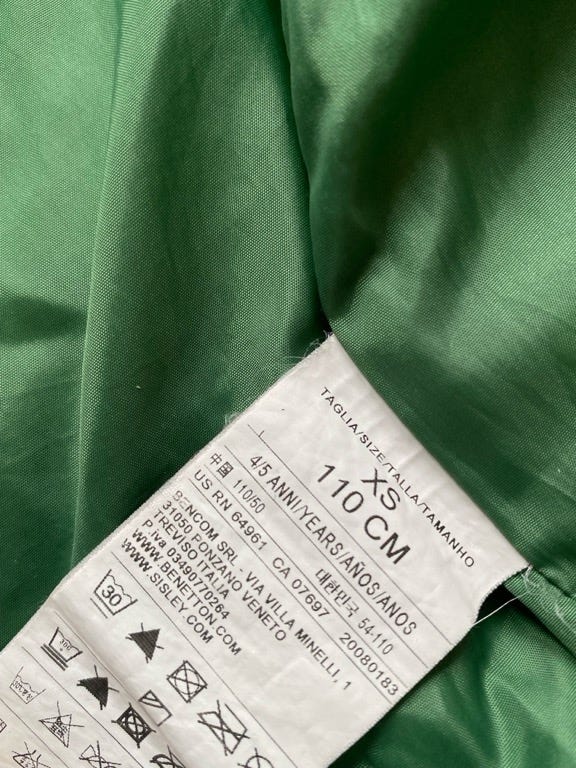 TAGLIA/SIZE/TALLA/TAMANHO
XS
110 CM
4/5 ANNI/YEARS/AÑOS/ANOS
中国 110/50 대한민국 54-110
US RN 64961 CA 07697 20080183
BENCOM SRL - VIA VILLA MINELLI, 1
31050 PONZANO VENETO
TREVISO ITALIA
P.iva 03490770264
WWW.BENETTON.COM
WWW.SISLEY.COM
30